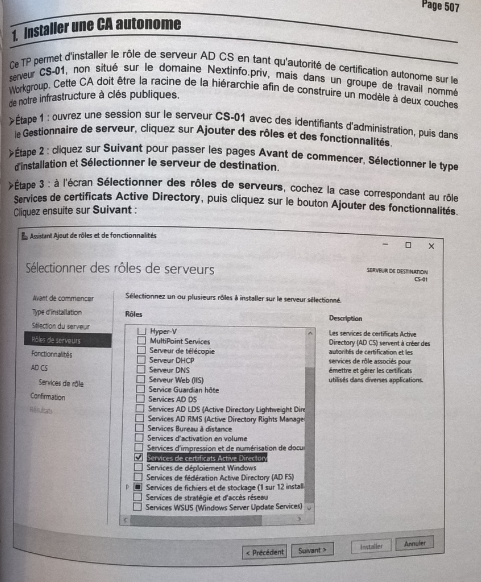 Page 507
1. Installer une CA autonome
Ce TP permet d'installer le rôle de serveur AD CS en tant qu'autorité de certification autonome sur le
serveur CS-01, non situé sur le domaine Nextinfo.priv, mais dans un groupe de travail nommé
Workgroup. Cette CA doit être la racine de la hiérarchie afin de construire un modèle à deux couches
de notre infrastructure à clés publiques.
➢Étape 1 : ouvrez une session sur le serveur CS-01 avec des identifiants d'administration, puis dans
le Gestionnaire de serveur, cliquez sur Ajouter des rôles et des fonctionnalités.
➢Étape 2 : cliquez sur Suivant pour passer les pages Avant de commencer, Sélectionner le type
d'installation et Sélectionner le serveur de destination.
➢Étape 3 : à l'écran Sélectionner des rôles de serveurs, cochez la case correspondant au rôle
Services de certificats Active Directory, puis cliquez sur le bouton Ajouter des fonctionnalités.
Cliquez ensuite sur Suivant :
Assistant Ajout de rôles et de fonctionnalités
Sélectionner des rôles de serveurs
SERVEUR DE DESTINATION
CS-01
Avant de commencer
Type d'installation
Sélection du serveur
Rôles de serveurs
Fonctionnalités
AD CS
Services de rôle
Confirmation
Résultats
Sélectionnez un ou plusieurs rôles à installer sur le serveur sélectionné.
Rôles
Hyper-V
MultiPoint Services
Serveur de télécopie
Serveur DHCP
Serveur DNS
Serveur Web (IIS)
Service Guardian hôte
Services AD DS
Services AD LDS (Active Directory Lightweight Dire
Services AD RMS (Active Directory Rights Manage
Services Bureau à distance
Services d'activation en volume
Services d'impression et de numérisation de docu
Services de certificats Active Directory
Services de déploiement Windows
Services de fédération Active Directory (AD FS)
Services de fichiers et de stockage (1 sur 12 install
Services de stratégie et d'accès réseau
Services WSUS (Windows Server Update Services)
Description
Les services de certificats Active
Directory (AD CS) servent à créer des
autorités de certification et les
services de rôle associés pour
émettre et gérer les certificats
utilisés dans diverses applications.
< Précédent
Suivant >
Installer
Annuler